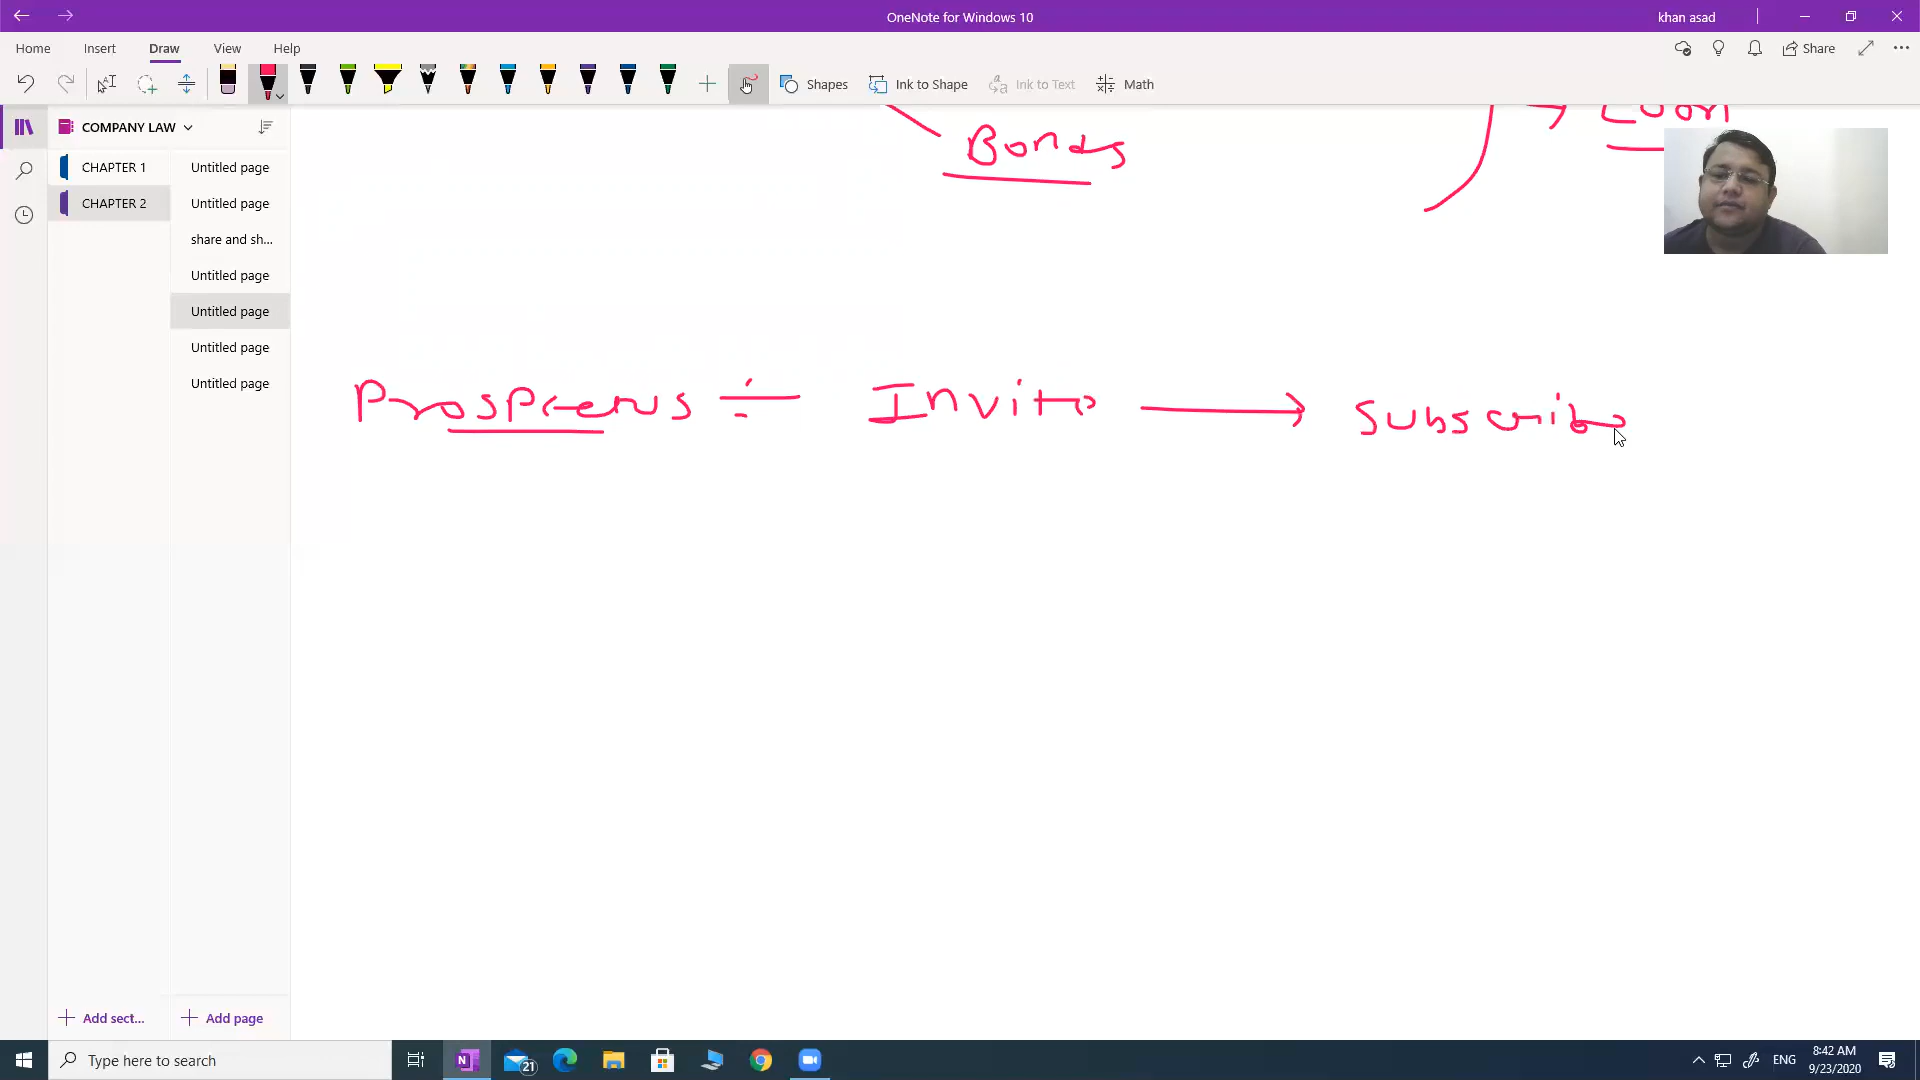 OneNote for Windows 10
khan asad
Home Insert Draw View Help
Share
Shapes Ink to Shape Ink to Text Math
COMPANY LAW
CHAPTER 1
CHAPTER 2
Untitled page
Untitled page
share and sh...
Untitled page
Untitled page
Untitled page
Untitled page
Bonds
Loan
Prospectus Invite → Subscribe
Add sect...
Add page
Type here to search
21
ENG
8:42 AM
9/23/2020